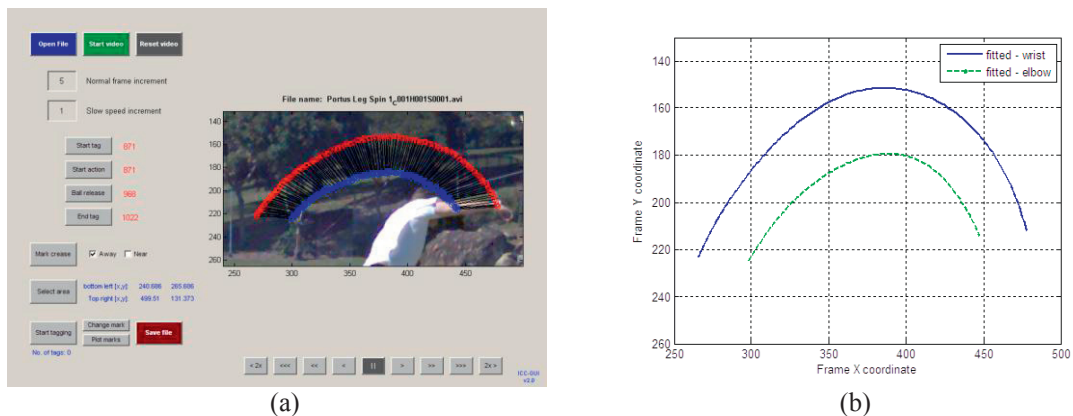 Open File Start video Reset video
5 Normal frame increment
1 Slow speed increment
Start tag 871
Start action 871
Ball release 968
End tag 1022
Mark crease Away Near
Select area bottom left [x,y]: 240.886 265.686
Top right [x,y]: 499.51 131.373
Start tagging Change mark Save file
Plot marks
No. of tags: 0
File name: Portus Leg Spin 1_C001H001S0001.avi
140
160
180
200
220
240
260
250 300 350 400 450
< 2x <<< << < II > >> >>> 2x >
ICC-GUI
v2.0
(a)
fitted - wrist
fitted - elbow
Frame Y coordinate
140
160
180
200
220
240
260
250 300 350 400 450 500
Frame X coordinate
(b)